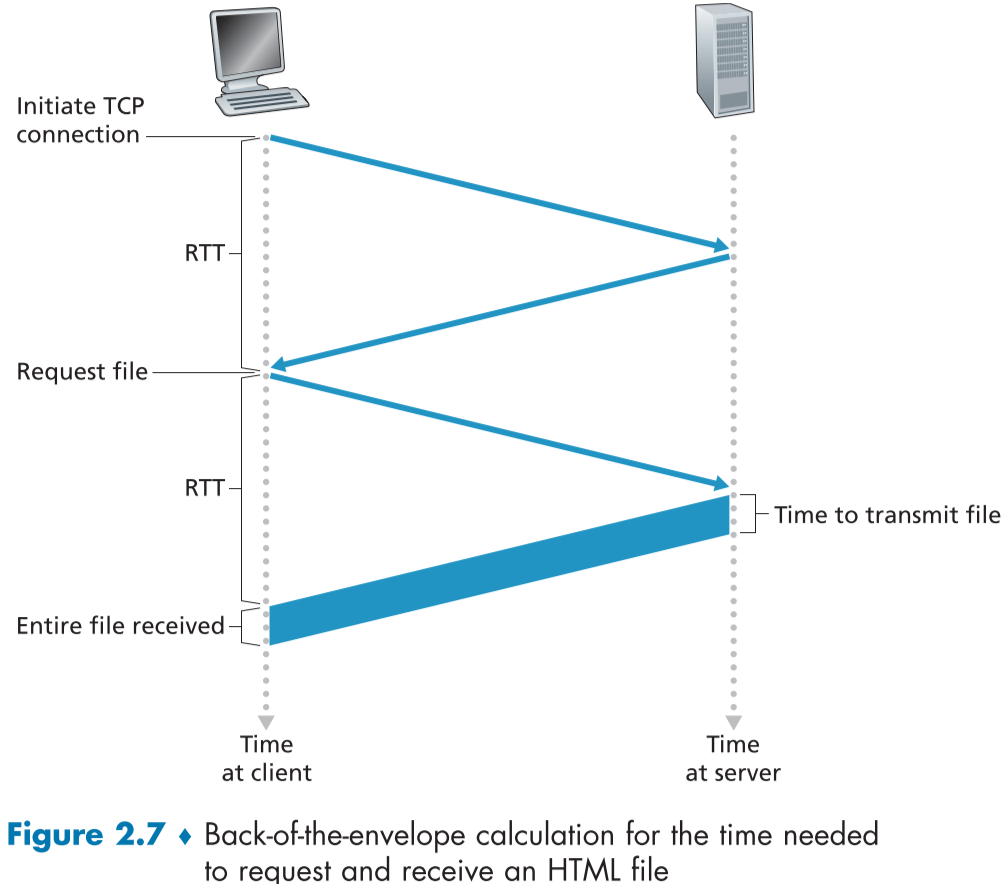 Initiate TCP
connection
RTT
Request file
RTT
Time to transmit file
Entire file received
Time
at client
Time
at server
Figure 2.7 ♦ Back-of-the-envelope calculation for the time needed
to request and receive an HTML file